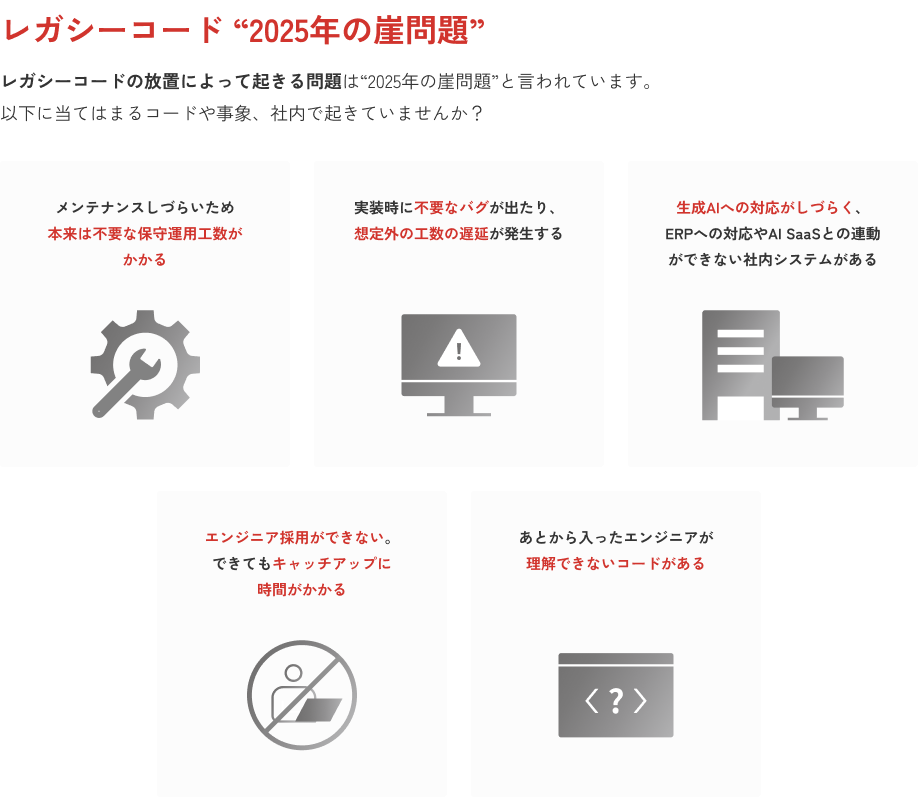 レガシーコード “2025年の崖問題”
レガシーコードの放置によって起きる問題は“2025年の崖問題”と言われています。
以下に当てはまるコードや事象、社内で起きていませんか？
メンテナンスしづらいため
本来は不要な保守運用工数が
かかる
実装時に不要なバグが出たり、
想定外の工数の遅延が発生する
生成AIへの対応がしづらく、
ERPへの対応やAI SaaSとの連動
ができない社内システムがある
エンジニア採用ができない。
できてもキャッチアップに
時間がかかる
あとから入ったエンジニアが
理解できないコードがある
!
<?>